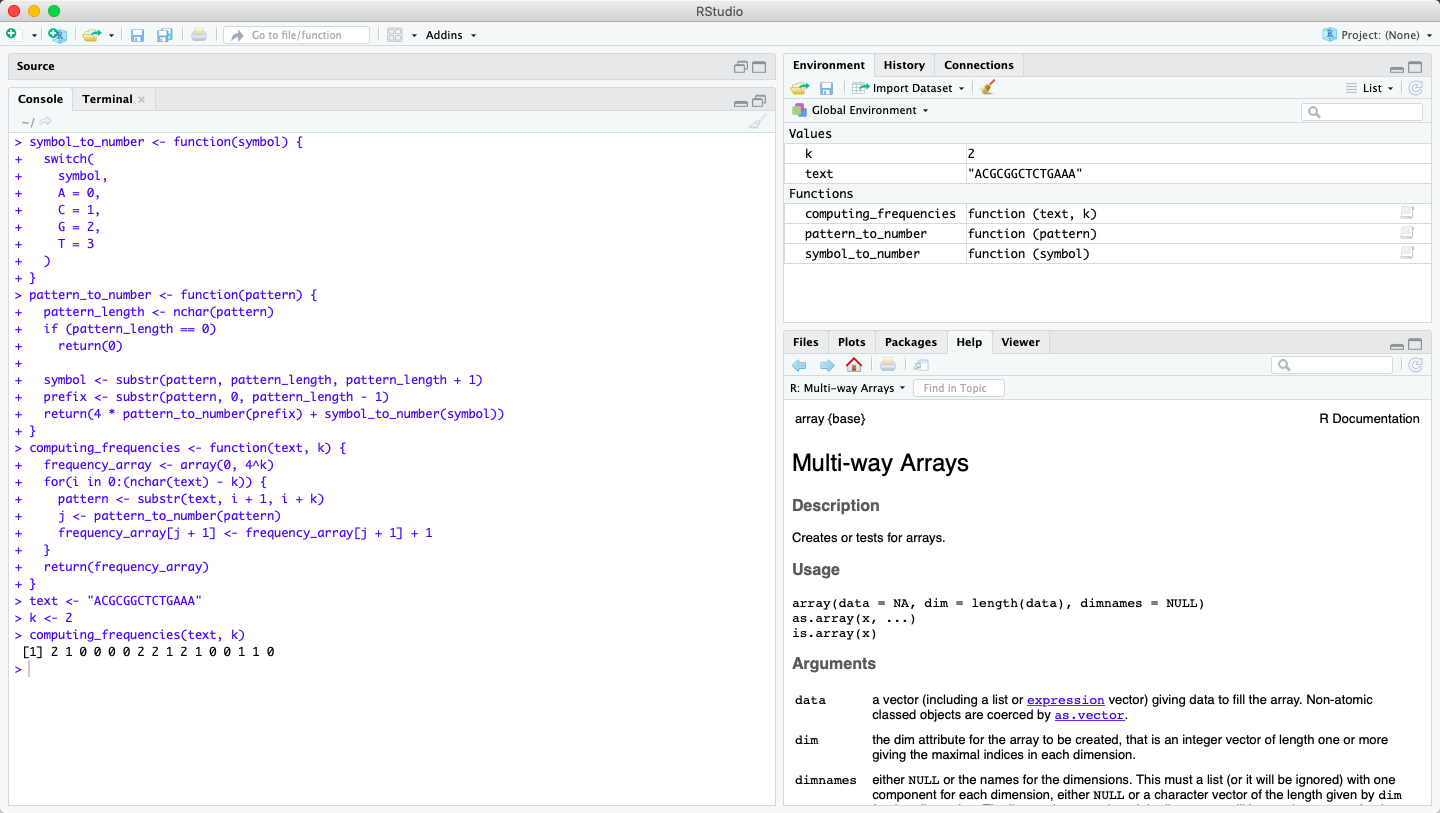 RStudio
Go to file/function
Addins
Project: (None)
Source
Console
Terminal
~/
> symbol_to_number <- function(symbol) {
+   switch(
+     symbol,
+     A = 0,
+     C = 1,
+     G = 2,
+     T = 3
+   )
+ }
> pattern_to_number <- function(pattern) {
+   pattern_length <- nchar(pattern)
+   if (pattern_length == 0)
+     return(0)
+
+   symbol <- substr(pattern, pattern_length, pattern_length + 1)
+   prefix <- substr(pattern, 0, pattern_length - 1)
+   return(4 * pattern_to_number(prefix) + symbol_to_number(symbol))
+ }
> computing_frequencies <- function(text, k) {
+   frequency_array <- array(0, 4^k)
+   for(i in 0:(nchar(text) - k)) {
+     pattern <- substr(text, i + 1, i + k)
+     j <- pattern_to_number(pattern)
+     frequency_array[j + 1] <- frequency_array[j + 1] + 1
+   }
+   return(frequency_array)
+ }
> text <- "ACGCGGCTCTGAAA"
> k <- 2
> computing_frequencies(text, k)
[1] 2 1 0 0 0 0 2 2 1 2 1 0 0 1 1 0
>
Environment
History
Connections
Import Dataset
List
Global Environment
Values
k 2
text "ACGCGGCTCTGAAA"
Functions
computing_frequencies function (text, k)
pattern_to_number function (pattern)
symbol_to_number function (symbol)
Files
Plots
Packages
Help
Viewer
R: Multi-way Arrays
Find in Topic
array {base}
R Documentation
Multi-way Arrays
Description
Creates or tests for arrays.
Usage
array(data = NA, dim = length(data), dimnames = NULL)
as.array(x, ...)
is.array(x)
Arguments
data a vector (including a list or expression vector) giving data to fill the array. Non-atomic
classed objects are coerced by as.vector.
dim the dim attribute for the array to be created, that is an integer vector of length one or more
giving the maximal indices in each dimension.
dimnames either NULL or the names for the dimensions. This must a list (or it will be ignored) with one
component for each dimension, either NULL or a character vector of the length given by dim